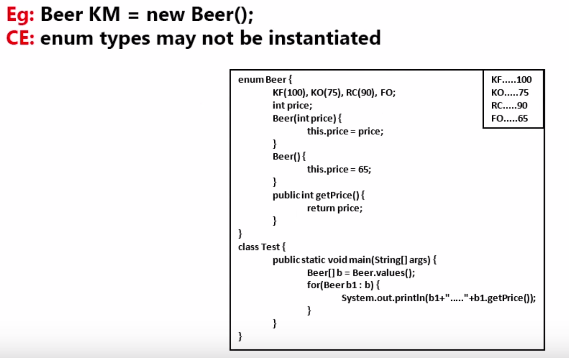 Eg: Beer KM = new Beer();
CE: enum types may not be instantiated
enum Beer {
KF(100), KO(75), RC(90), FO;
int price;
Beer(int price) {
this.price = price;
}
Beer() {
this.price = 65;
}
public int getPrice() {
return price;
}
}
class Test {
public static void main(String[] args) {
Beer[] b = Beer.values();
for(Beer b1 : b) {
System.out.println(b1+"....."+b1.getPrice());
}
}
}
KF.....100
KO.....75
RC.....90
FO.....65